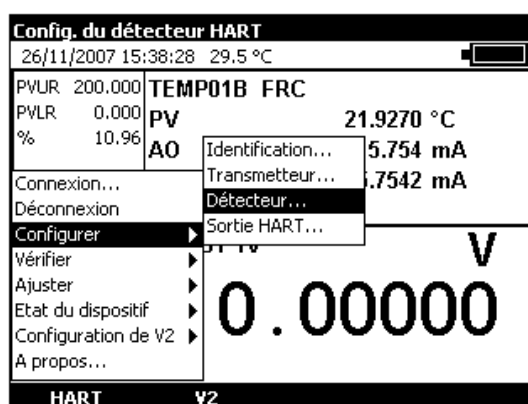 Config. du détecteur HART
26/11/2007 15:38:28 29.5 °C
PVUR 200.000
PVLR 0.000
% 10.96
TEMP01B FRC
PV 21.9270 °C
AO 5.754 mA
5.7542 mA
Identification...
Transmetteur...
Détecteur...
Sortie HART...
Connexion...
Déconnexion
Configurer
Vérifier
Ajuster
Etat du dispositif
Configuration de V2
A propos...
V
0.00000
HART V2